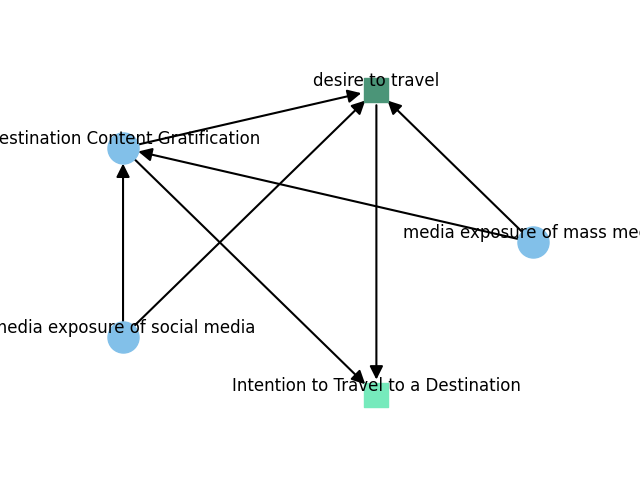 desire to travel
estination Content Gratification
media exposure of mass me
media exposure of social media
Intention to Travel to a Destination